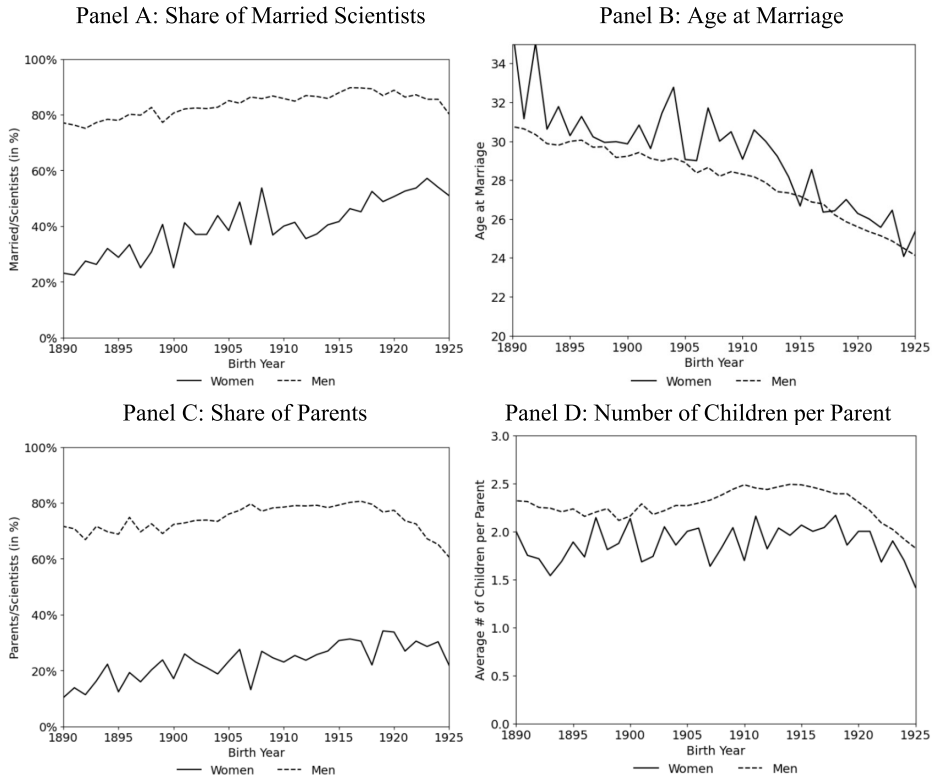 Panel A: Share of Married Scientists
100%
80%
60%
40%
20%
0%
Married/Scientists (in %)
1890 1895 1900 1905 1910 1915 1920 1925
Birth Year
Women Men
Panel B: Age at Marriage
34
32
30
28
26
24
22
20
Age at Marriage
1890 1895 1900 1905 1910 1915 1920 1925
Birth Year
Women Men
Panel C: Share of Parents
100%
80%
60%
40%
20%
0%
Parents/Scientists (in %)
1890 1895 1900 1905 1910 1915 1920 1925
Birth Year
Women Men
Panel D: Number of Children per Parent
3.0
2.5
2.0
1.5
1.0
0.5
0.0
Average # of Children per Parent
1890 1895 1900 1905 1910 1915 1920 1925
Birth Year
Women Men